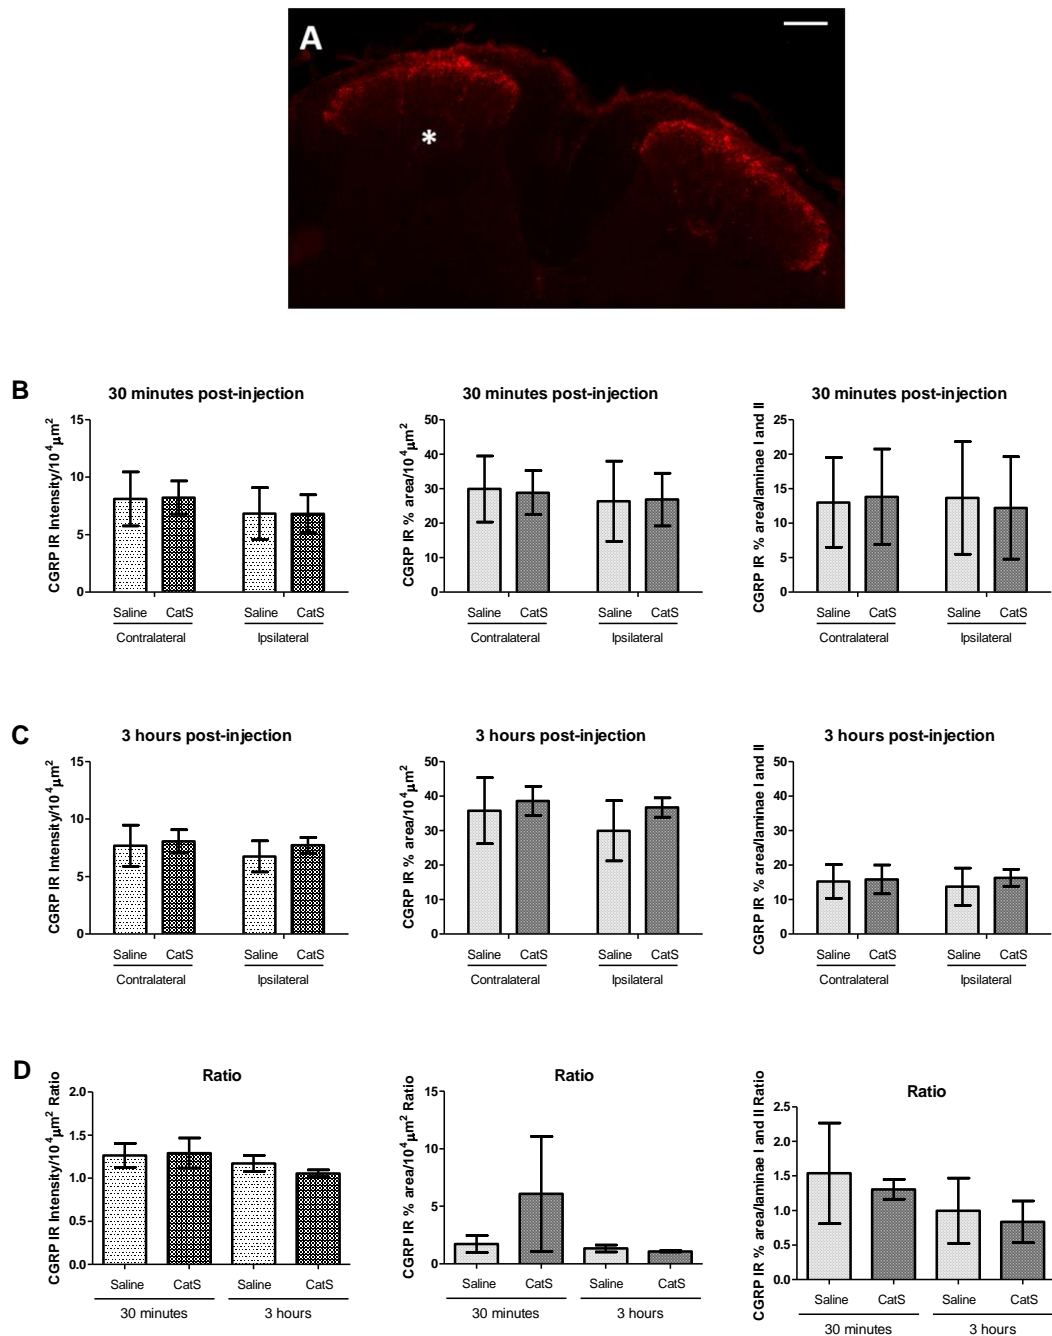 A
*
B
30 minutes post-injection
CGRP IR Intensity/10⁴μm²
15
10
5
0
Saline CatS Saline CatS
Contralateral Ipsilateral
30 minutes post-injection
CGRP IR % area/10⁴μm²
50
40
30
20
10
0
Saline CatS Saline CatS
Contralateral Ipsilateral
30 minutes post-injection
CGRP IR % area/laminae I and II
25
20
15
10
5
0
Saline CatS Saline CatS
Contralateral Ipsilateral
C
3 hours post-injection
CGRP IR Intensity/10⁴μm²
15
10
5
0
Saline CatS Saline CatS
Contralateral Ipsilateral
3 hours post-injection
CGRP IR % area/10⁴μm²
50
40
30
20
10
0
Saline CatS Saline CatS
Contralateral Ipsilateral
3 hours post-injection
CGRP IR % area/laminae I and II
50
40
30
20
10
0
Saline CatS Saline CatS
Contralateral Ipsilateral
D
Ratio
CGRP IR Intensity/10⁴μm² Ratio
2.0
1.5
1.0
0.5
0.0
Saline CatS Saline CatS
30 minutes 3 hours
Ratio
CGRP IR % area/10⁴μm² Ratio
15
10
5
0
Saline CatS Saline CatS
30 minutes 3 hours
Ratio
CGRP IR % area/laminae I and II Ratio
2.5
2.0
1.5
1.0
0.5
0.0
Saline CatS Saline CatS
30 minutes 3 hours